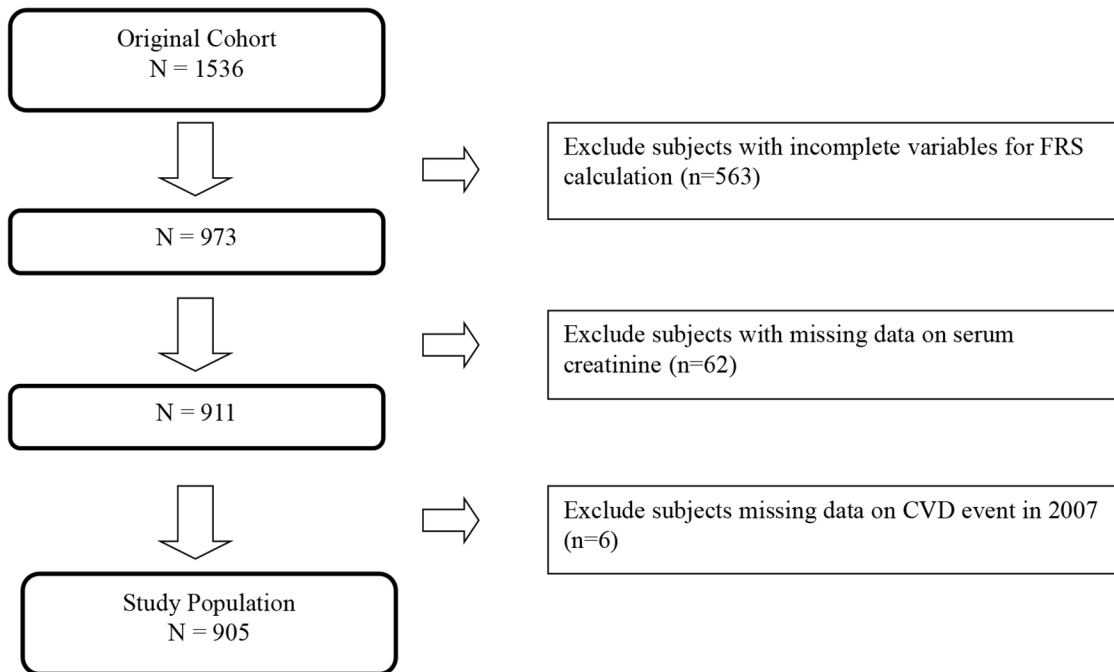 Original Cohort
N = 1536
Exclude subjects with incomplete variables for FRS
calculation (n=563)
N = 973
Exclude subjects with missing data on serum
creatinine (n=62)
N = 911
Exclude subjects missing data on CVD event in 2007
(n=6)
Study Population
N = 905